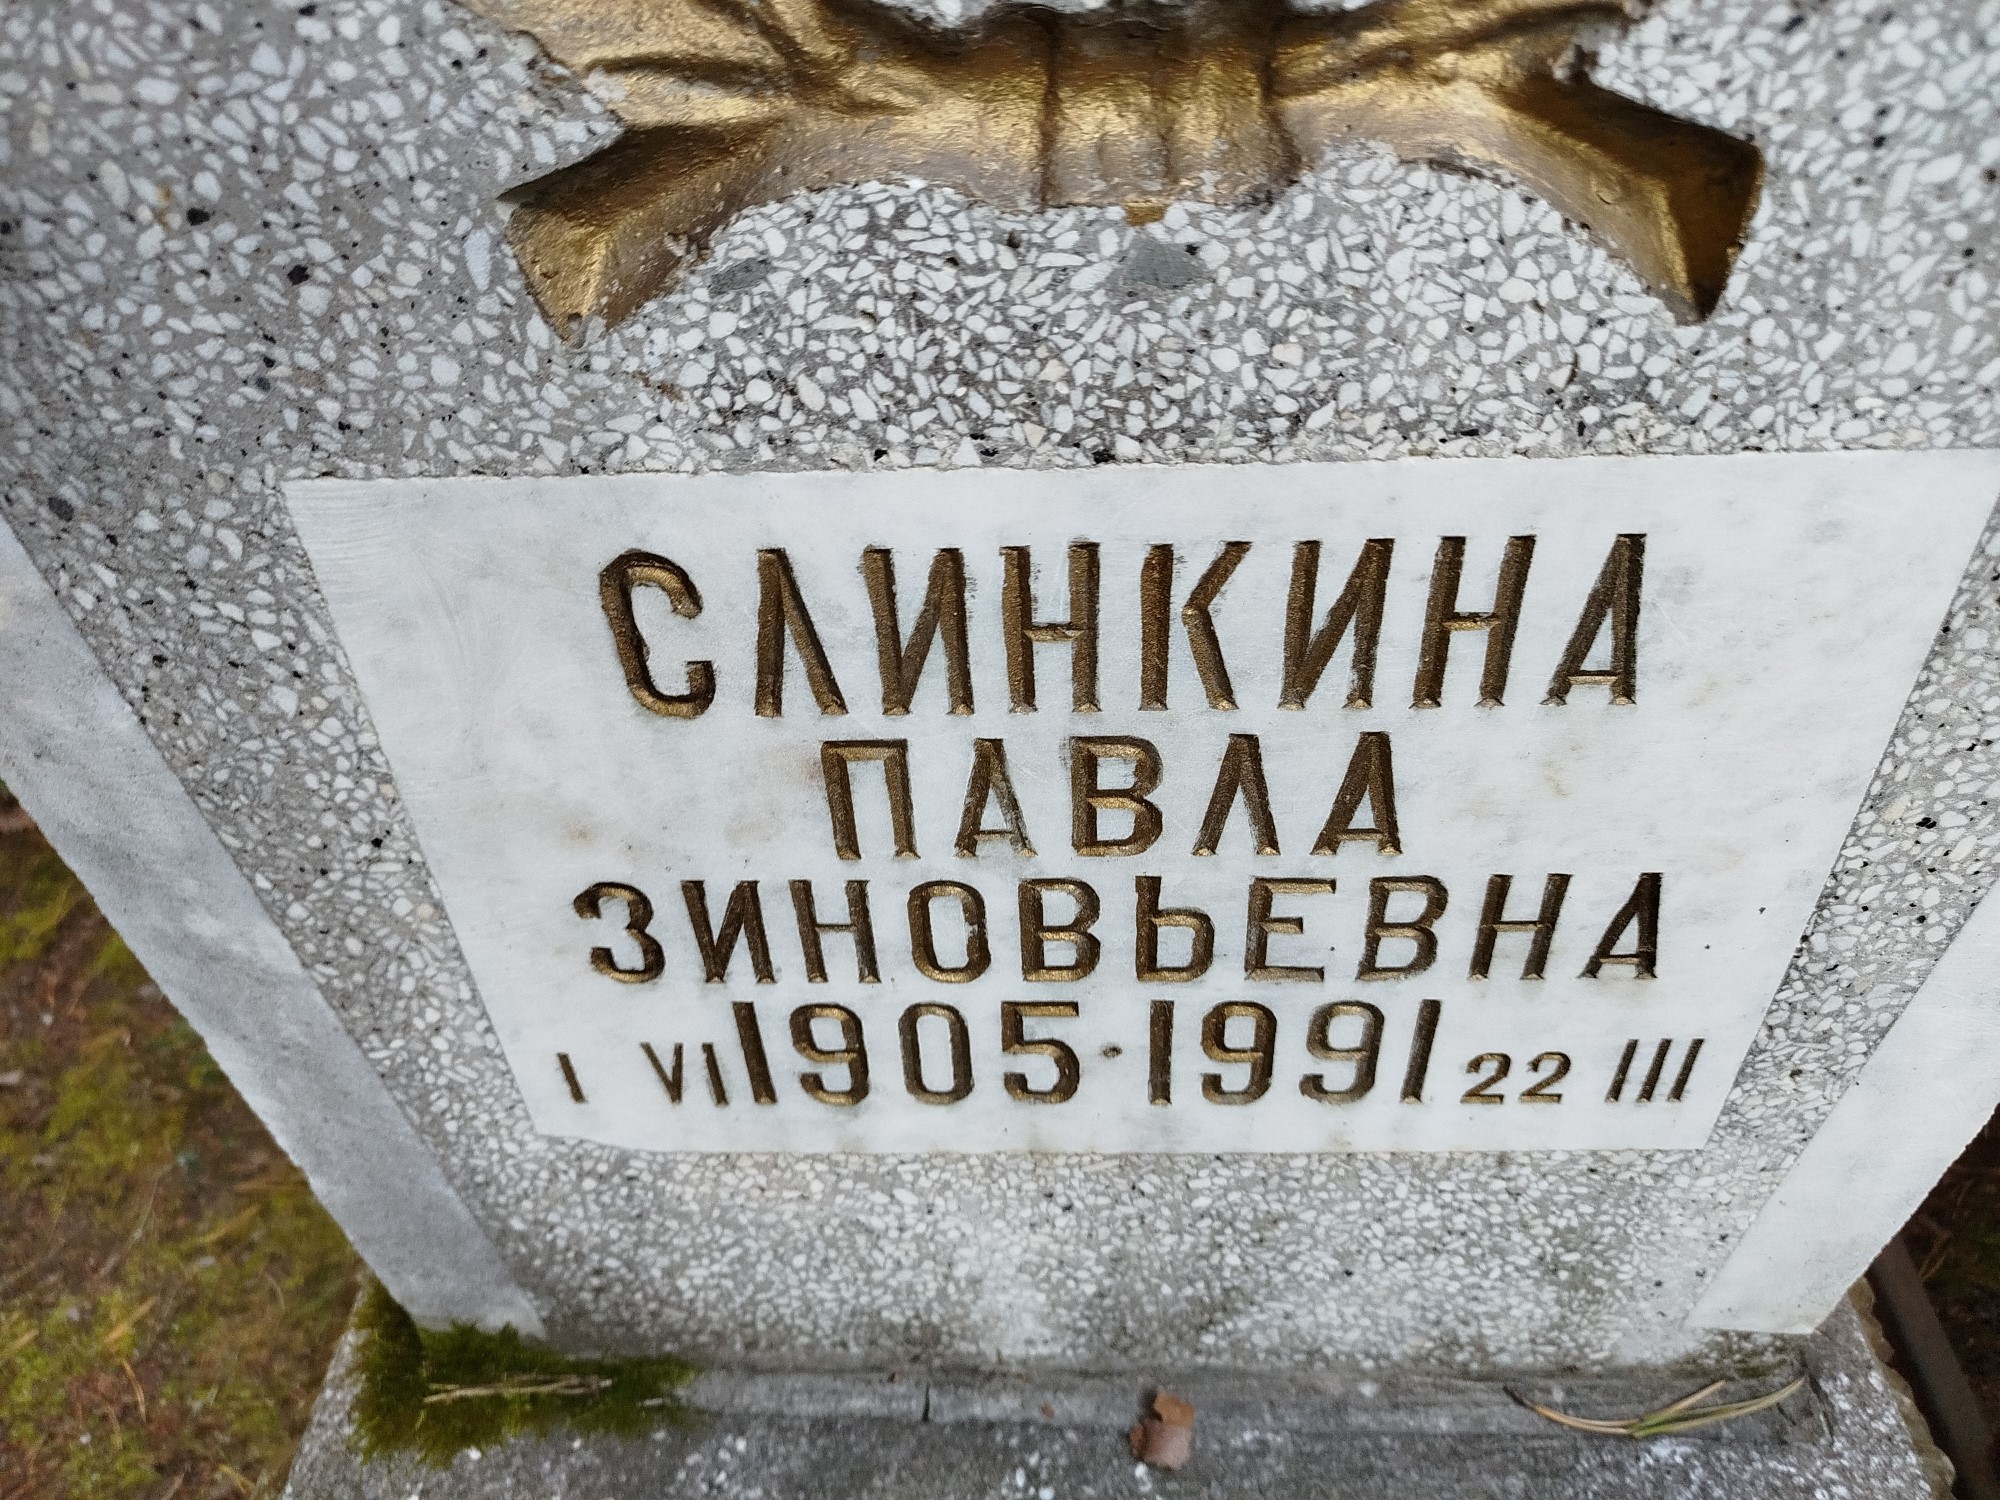 СЛИНКИНА
ПАВЛА
ЗИНОВЬЕВНА
I VI 1905·1991 22 III